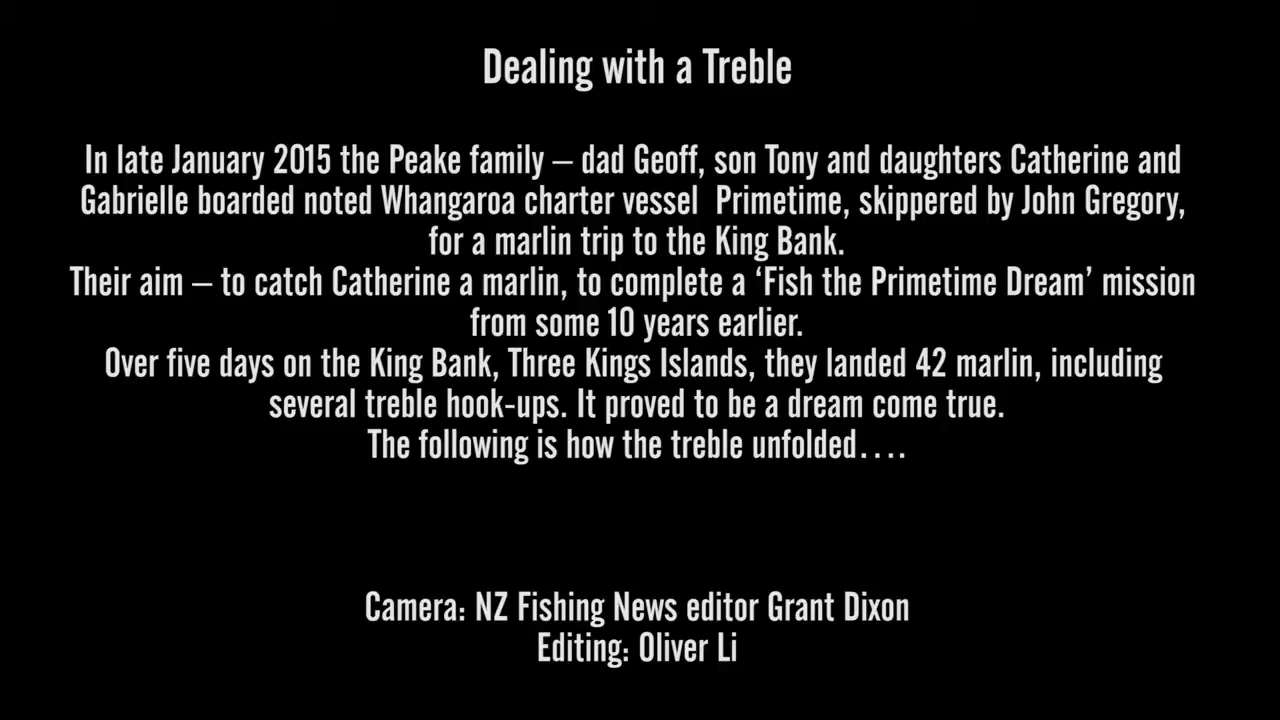 Dealing with a Treble
In late January 2015 the Peake family – dad Geoff, son Tony and daughters Catherine and
Gabrielle boarded noted Whangaroa charter vessel  Primetime, skippered by John Gregory,
for a marlin trip to the King Bank.
Their aim – to catch Catherine a marlin, to complete a ‘Fish the Primetime Dream’ mission
from some 10 years earlier.
Over five days on the King Bank, Three Kings Islands, they landed 42 marlin, including
several treble hook-ups. It proved to be a dream come true.
The following is how the treble unfolded….
Camera: NZ Fishing News editor Grant Dixon
Editing: Oliver Li